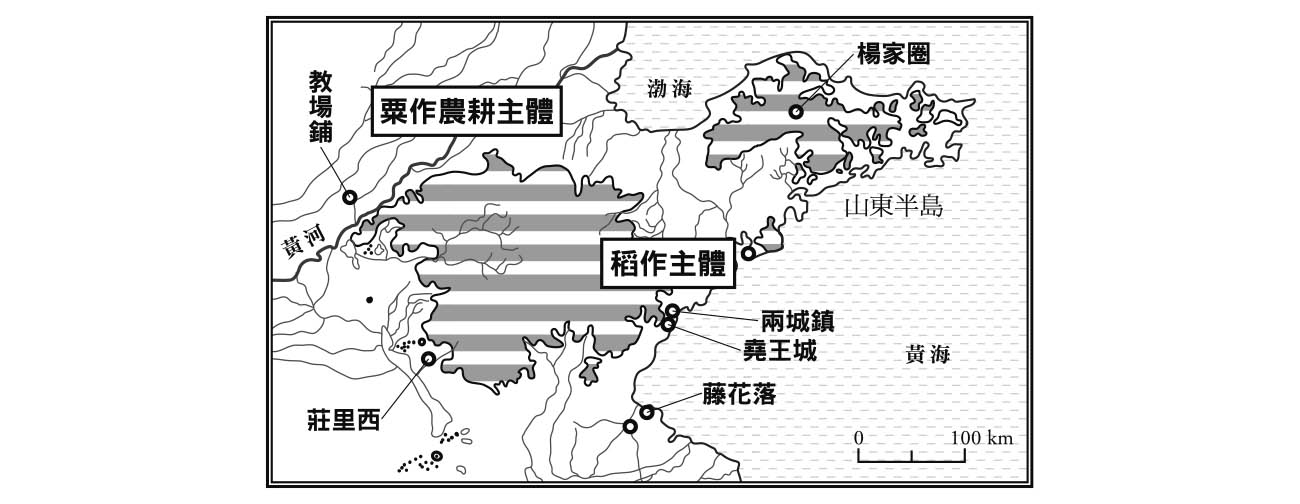 楊家圈
渤海
教場鋪
粟作農耕主體
山東半島
黃河
稻作主體
兩城鎮
堯王城
黃海
藤花落
莊里西
0 100 km